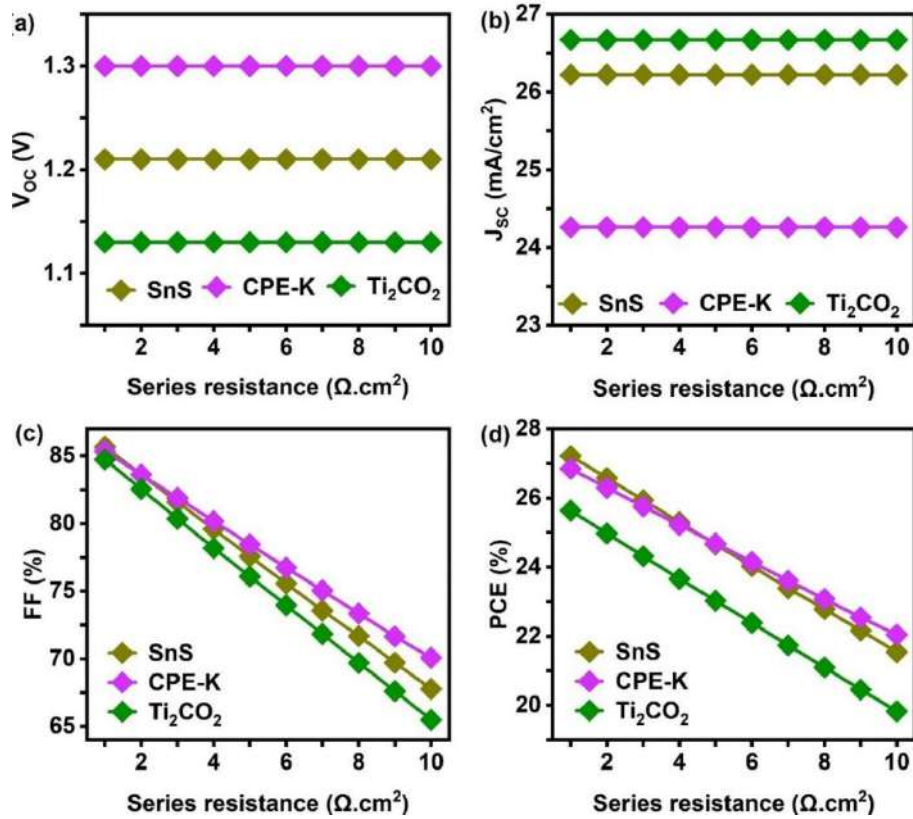 (a)
1.3
1.2
1.1
V_OC (V)
SnS CPE-K Ti₂CO₂
2 4 6 8 10
Series resistance (Ω.cm²)
(b)
27
26
25
24
23
J_SC (mA/cm²)
SnS CPE-K Ti₂CO₂
2 4 6 8 10
Series resistance (Ω.cm²)
(c)
85
80
75
70
65
FF (%)
SnS
CPE-K
Ti₂CO₂
2 4 6 8 10
Series resistance (Ω.cm²)
(d)
28
26
24
22
20
PCE (%)
SnS
CPE-K
Ti₂CO₂
2 4 6 8 10
Series resistance (Ω.cm²)